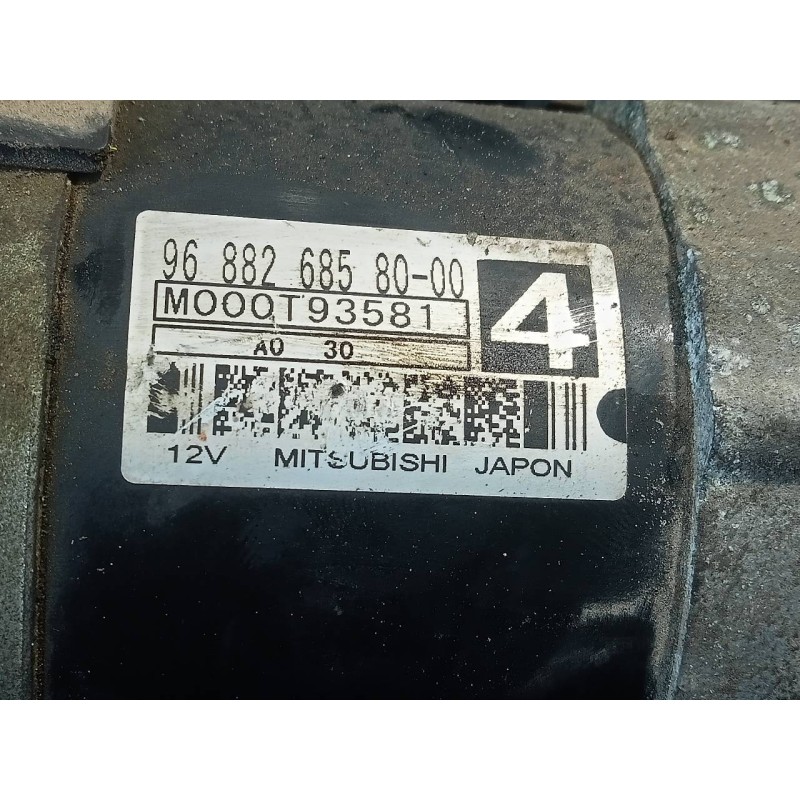 96 882 685 80-00
M000T93581
4
A0 30
12V MITSUBISHI JAPON